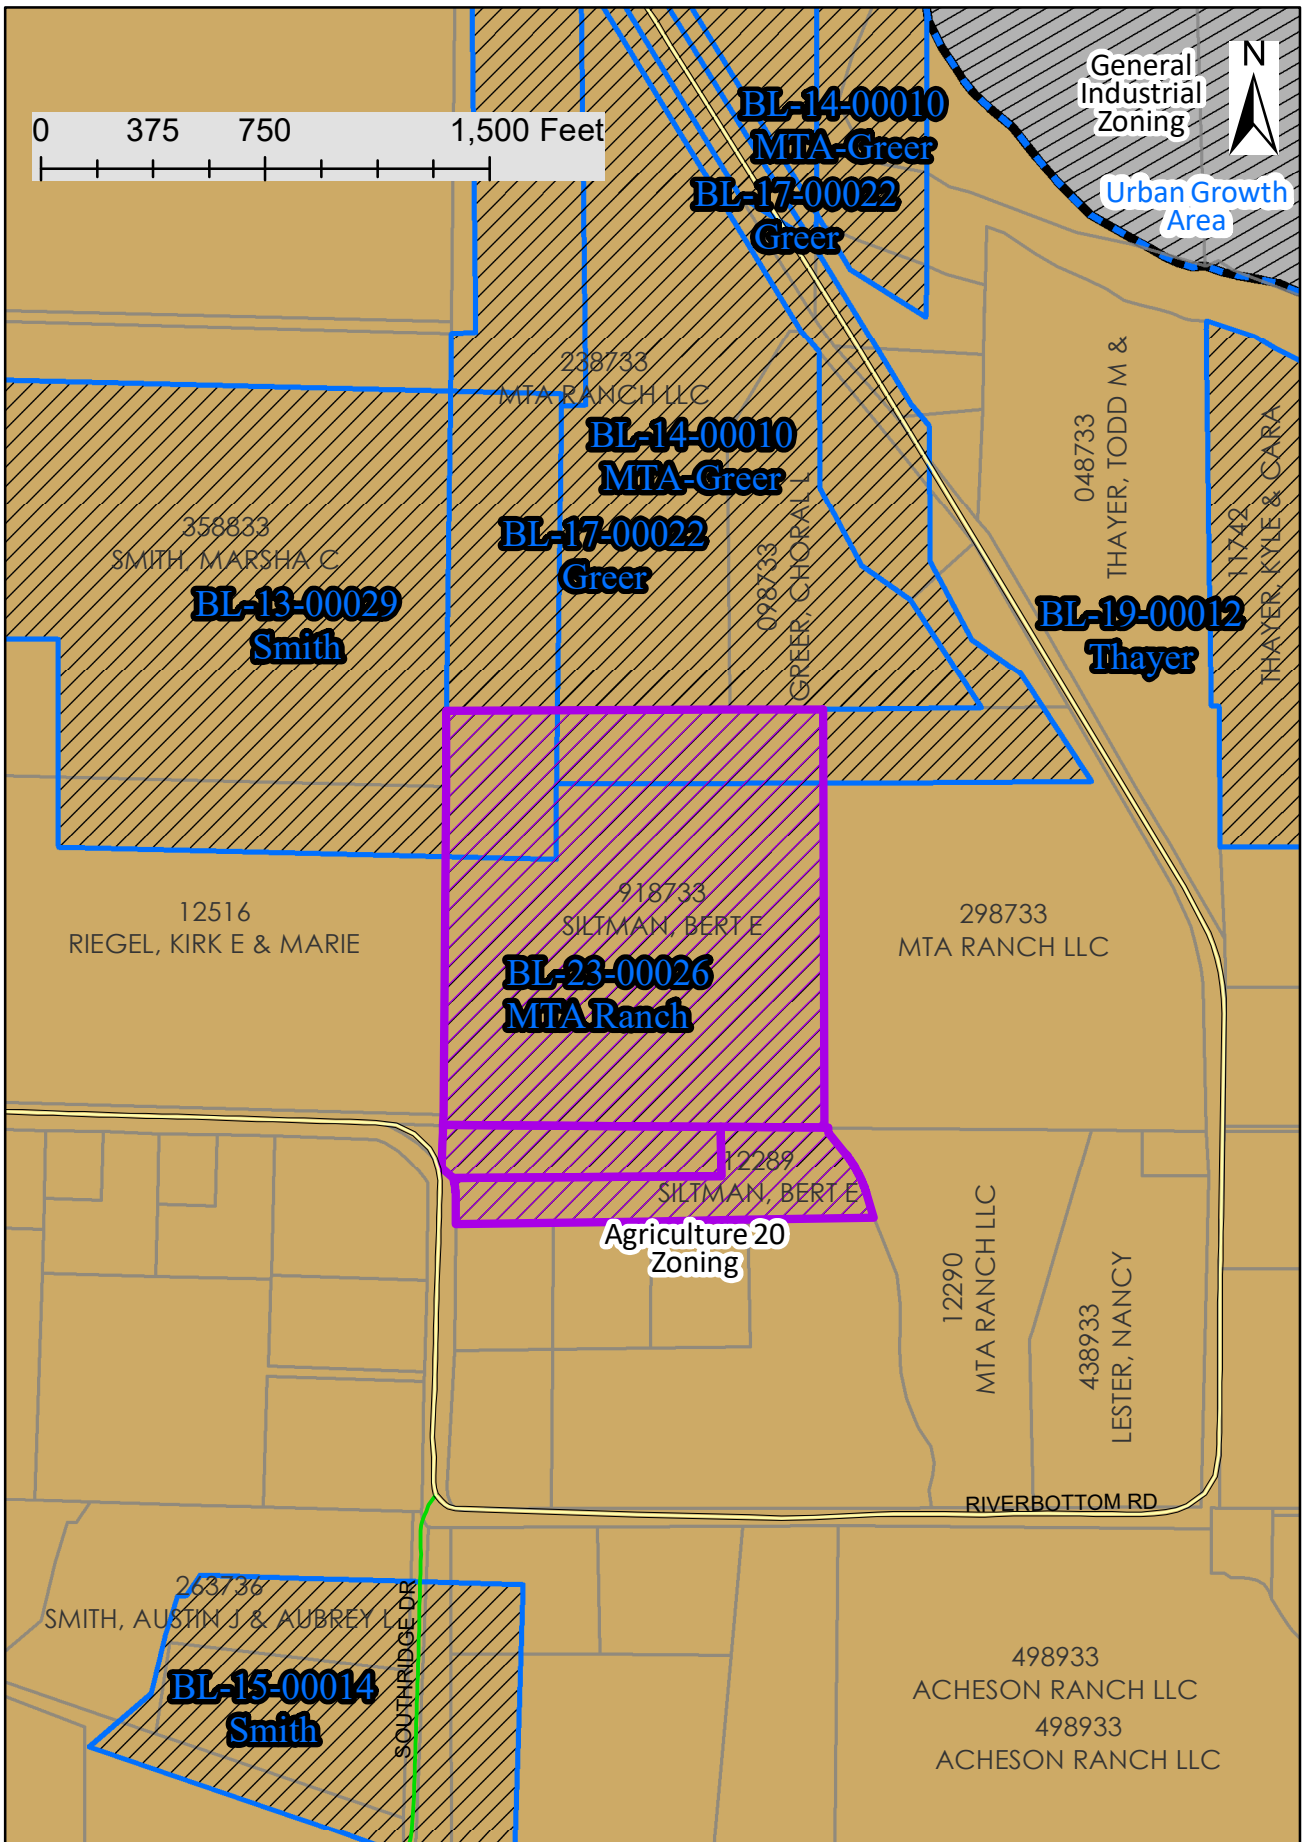 General
Industrial
Zoning
N
Urban Growth
Area
0 375 750 1,500 Feet
BL-14-00010
MTA-Greer
BL-17-00022
Greer
238733
MTA RANCH LLC
BL-14-00010
MTA-Greer
BL-17-00022
Greer
098733
GREER, CHORAL L
048733
THAYER, TODD M &
11742
THAYER, KYLE & CARA
BL-19-00012
Thayer
358833
SMITH, MARSHA C
BL-13-00029
Smith
12516
RIEGEL, KIRK E & MARIE
918733
SILTMAN, BERT E
BL-23-00026
MTA Ranch
298733
MTA RANCH LLC
12289
SILTMAN, BERT E
Agriculture 20
Zoning
12290
MTA RANCH LLC
438933
LESTER, NANCY
RIVERBOTTOM RD
263736
SMITH, AUSTIN J & AUBREY L
SOUTHRIDGE DR
BL-15-00014
Smith
498933
ACHESON RANCH LLC
498933
ACHESON RANCH LLC